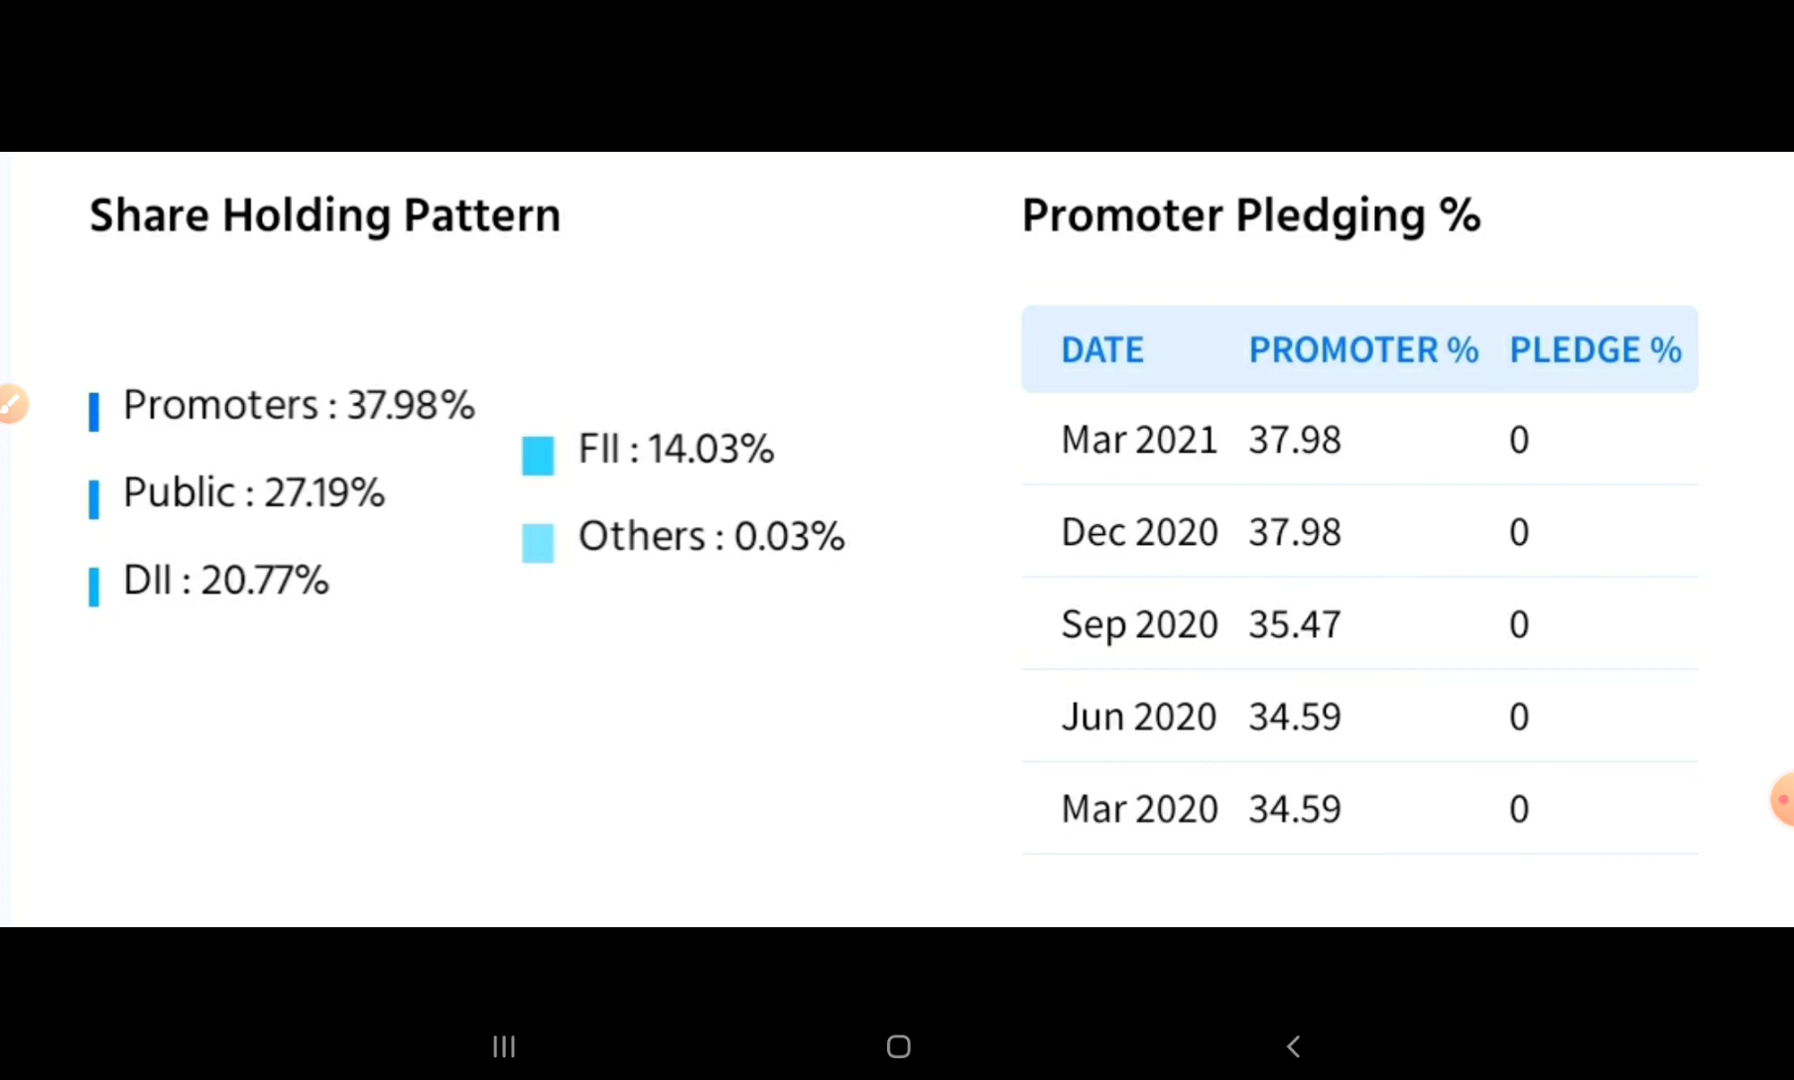 Share Holding Pattern
Promoters : 37.98%
Public : 27.19%
DII : 20.77%
FII : 14.03%
Others : 0.03%
Promoter Pledging %
DATE PROMOTER % PLEDGE %
Mar 2021 37.98 0
Dec 2020 37.98 0
Sep 2020 35.47 0
Jun 2020 34.59 0
Mar 2020 34.59 0